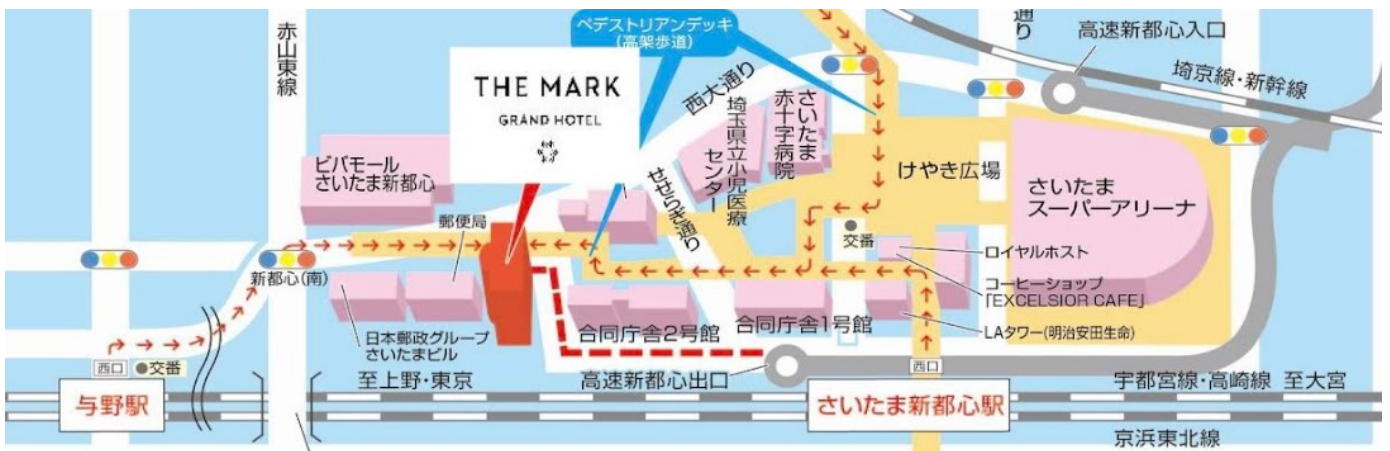 ペデストリアンデッキ
(高架歩道)
赤山東線
通り
高速新都心入口
埼京線・新幹線
THE MARK
GRAND HOTEL
西大通り
さいたま
赤十字病院
埼玉県立小児医療
センター
けやき広場
さいたま
スーパーアリーナ
ビバモール
さいたま新都心
せせらぎ通り
郵便局
交番
新都心(南)
ロイヤルホスト
コーヒーショップ
「EXCELSIOR CAFE」
LAタワー(明治安田生命)
日本郵政グループ
さいたまビル
合同庁舎2号館
合同庁舎1号館
西口
交番
至上野・東京
高速新都心出口
西口
宇都宮線・高崎線 至大宮
与野駅
さいたま新都心駅
京浜東北線